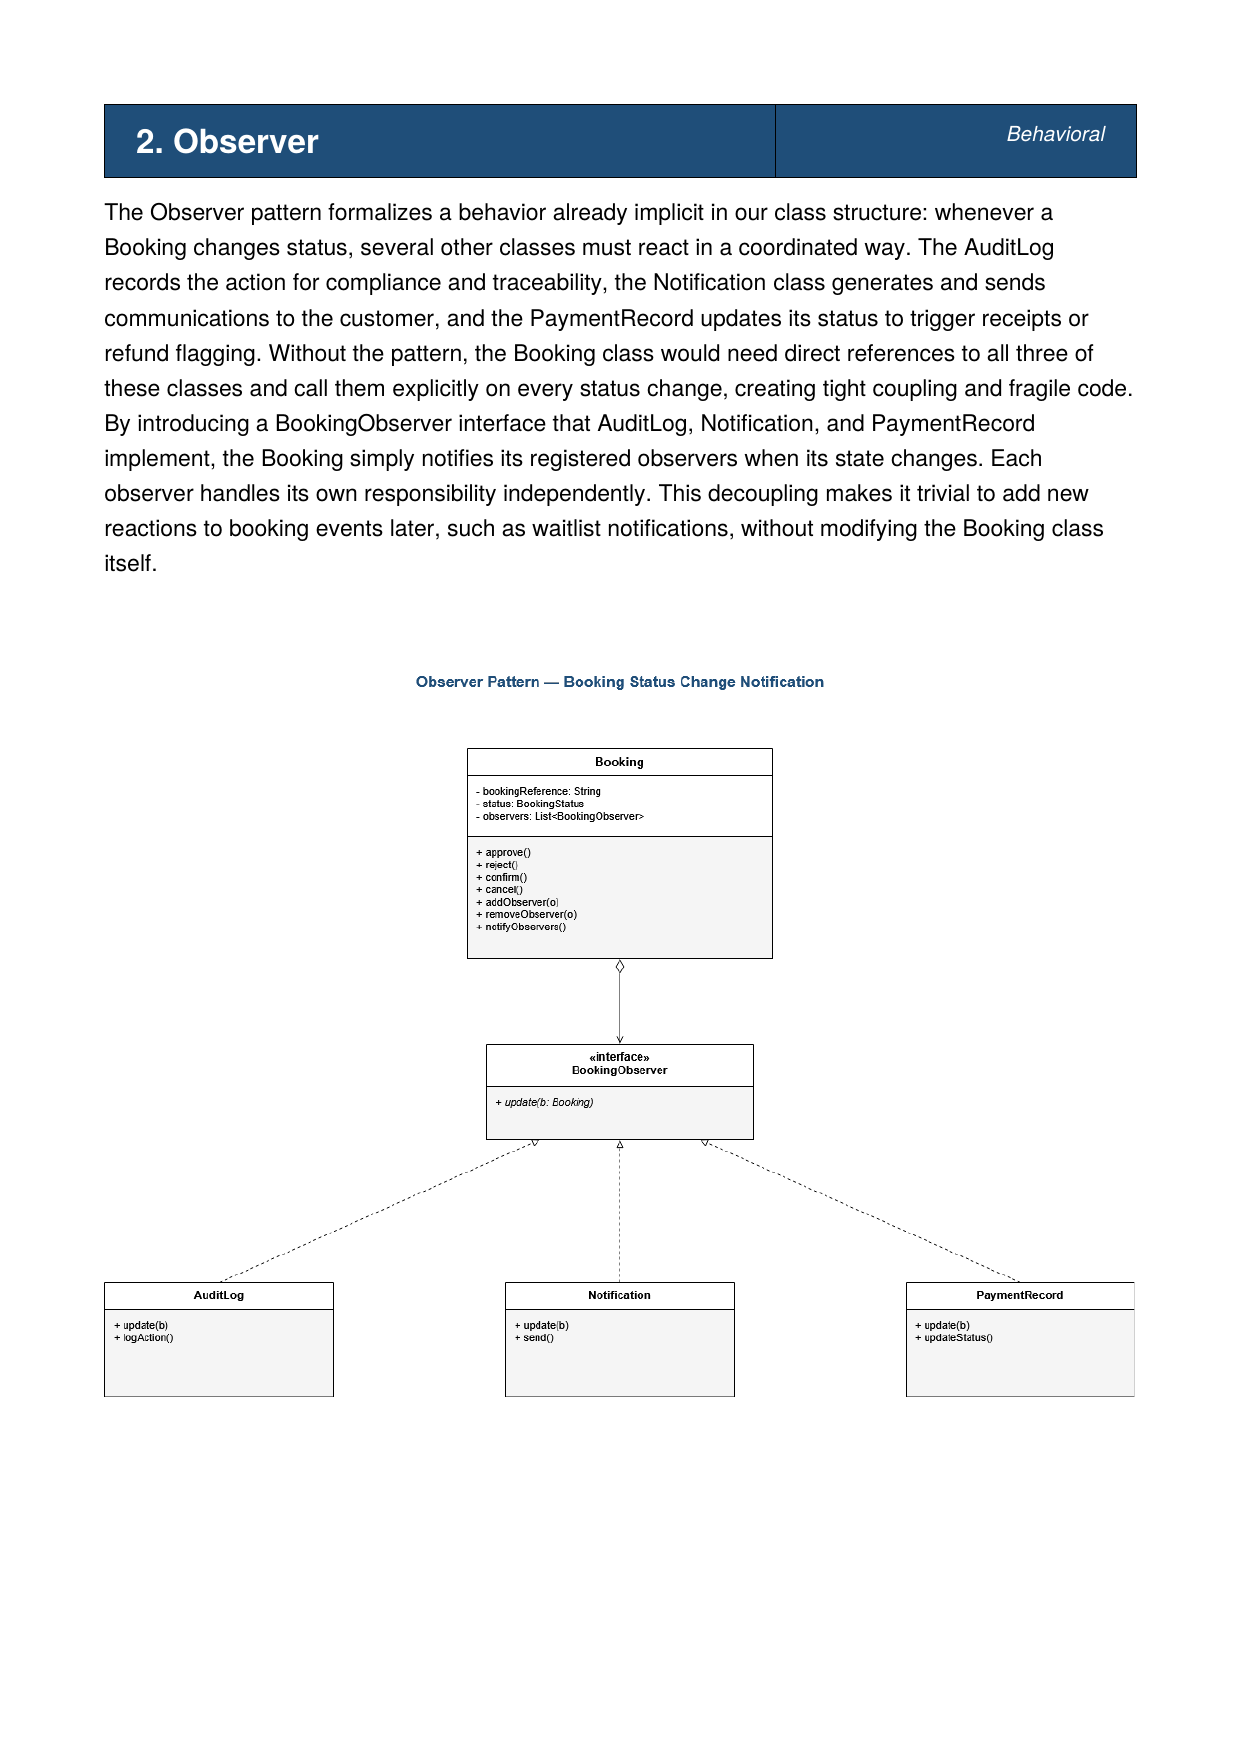 2. Observer
Behavioral
The Observer pattern formalizes a behavior already implicit in our class structure: whenever a
Booking changes status, several other classes must react in a coordinated way. The AuditLog
records the action for compliance and traceability, the Notification class generates and sends
communications to the customer, and the PaymentRecord updates its status to trigger receipts or
refund flagging. Without the pattern, the Booking class would need direct references to all three of
these classes and call them explicitly on every status change, creating tight coupling and fragile code.
By introducing a BookingObserver interface that AuditLog, Notification, and PaymentRecord
implement, the Booking simply notifies its registered observers when its state changes. Each
observer handles its own responsibility independently. This decoupling makes it trivial to add new
reactions to booking events later, such as waitlist notifications, without modifying the Booking class
itself.
Observer Pattern — Booking Status Change Notification
Booking
- bookingReference: String
- status: BookingStatus
- observers: List<BookingObserver>
+ approve()
+ reject()
+ confirm()
+ cancel()
+ addObserver(o)
+ removeObserver(o)
+ notifyObservers()
«interface»
BookingObserver
+ update(b: Booking)
AuditLog
+ update(b)
+ logAction()
Notification
+ update(b)
+ send()
PaymentRecord
+ update(b)
+ updateStatus()